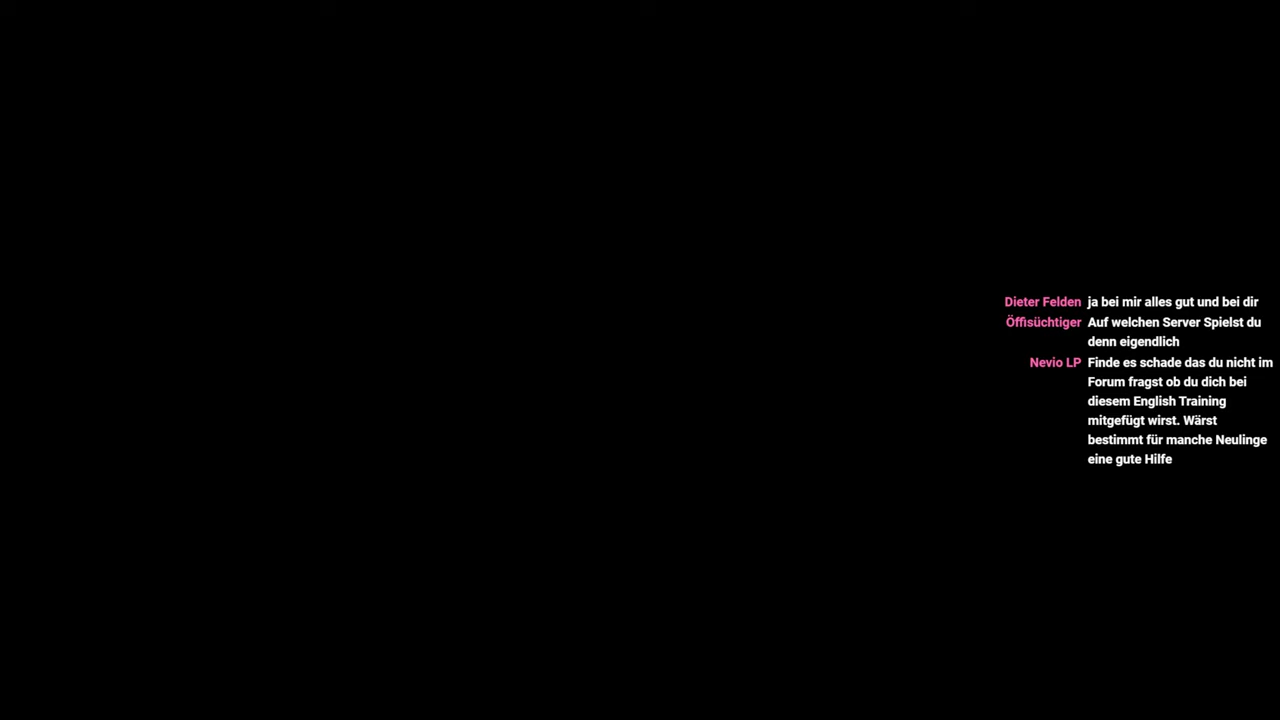 Dieter Felden ja bei mir alles gut und bei dir
Öffisüchtiger Auf welchen Server Spielst du
denn eigendlich
Nevio LP Finde es schade das du nicht im
Forum fragst ob du dich bei
diesem English Training
mitgefügt wirst. Wärst
bestimmt für manche Neulinge
eine gute Hilfe